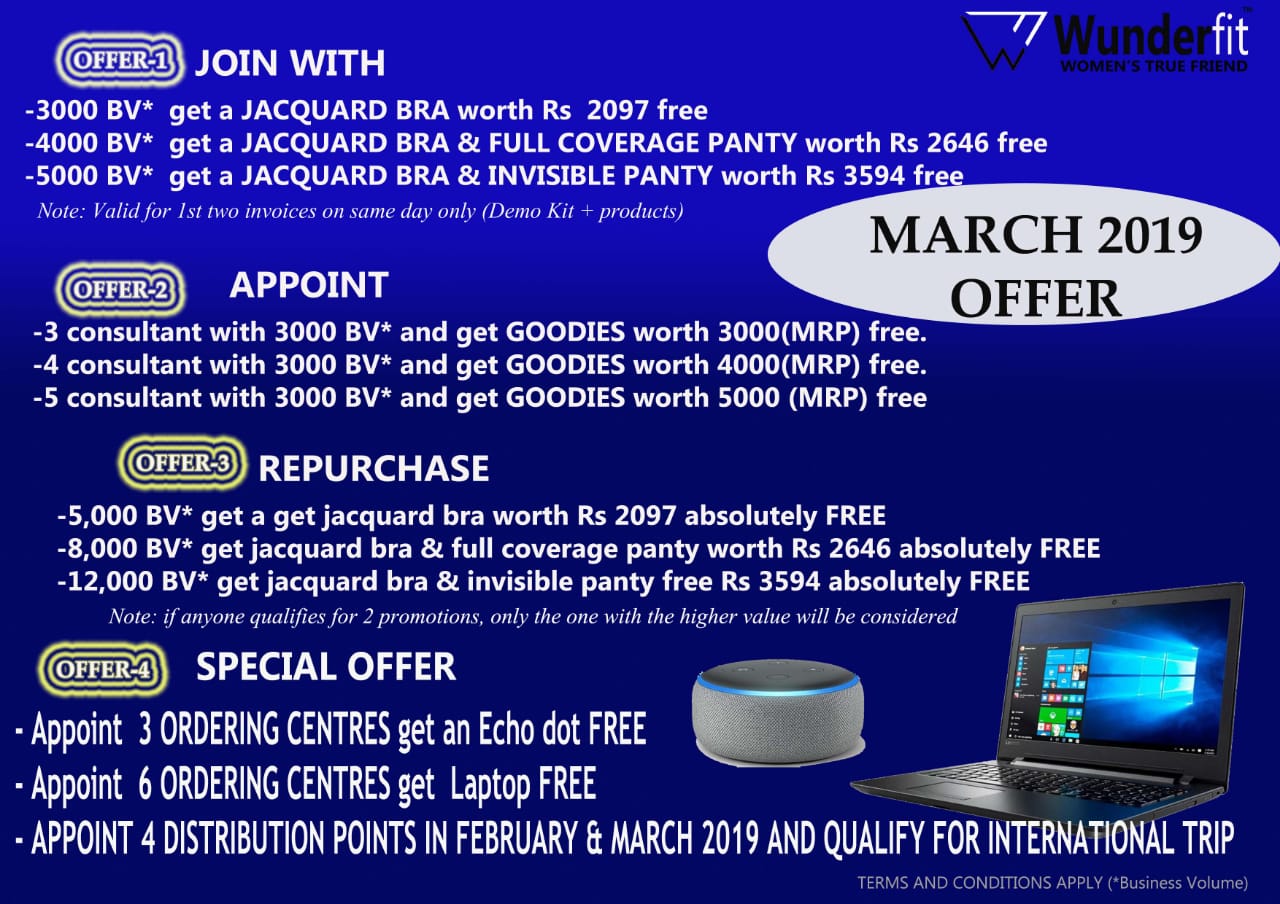 Wunderfit™
WOMEN'S TRUE FRIEND
OFFER-1 JOIN WITH
-3000 BV* get a JACQUARD BRA worth Rs 2097 free
-4000 BV* get a JACQUARD BRA & FULL COVERAGE PANTY worth Rs 2646 free
-5000 BV* get a JACQUARD BRA & INVISIBLE PANTY worth Rs 3594 free
Note: Valid for 1st two invoices on same day only (Demo Kit + products)
MARCH 2019
OFFER
OFFER-2 APPOINT
-3 consultant with 3000 BV* and get GOODIES worth 3000(MRP) free.
-4 consultant with 3000 BV* and get GOODIES worth 4000(MRP) free.
-5 consultant with 3000 BV* and get GOODIES worth 5000 (MRP) free
OFFER-3 REPURCHASE
-5,000 BV* get a get jacquard bra worth Rs 2097 absolutely FREE
-8,000 BV* get jacquard bra & full coverage panty worth Rs 2646 absolutely FREE
-12,000 BV* get jacquard bra & invisible panty free Rs 3594 absolutely FREE
Note: if anyone qualifies for 2 promotions, only the one with the higher value will be considered
OFFER-4 SPECIAL OFFER
- Appoint 3 ORDERING CENTRES get an Echo dot FREE
- Appoint 6 ORDERING CENTRES get Laptop FREE
- APPOINT 4 DISTRIBUTION POINTS IN FEBRUARY & MARCH 2019 AND QUALIFY FOR INTERNATIONAL TRIP
TERMS AND CONDITIONS APPLY (*Business Volume)